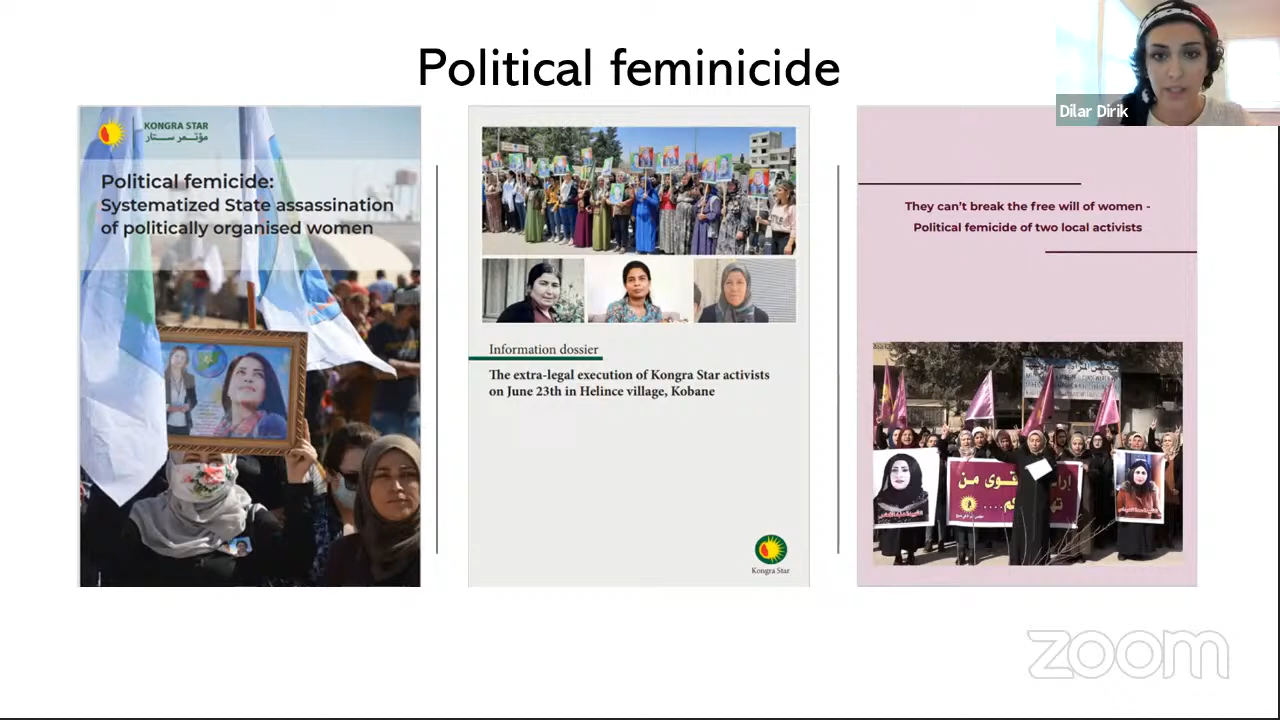 Political feminicide
Dilar Dirik
KONGRA STAR
مؤتمر ستار
Political femicide:
Systematized State assassination
of politically organised women
Information dossier
The extra-legal execution of Kongra Star activists
on June 23th in Helince village, Kobane
Kongra Star
They can't break the free will of women -
Political femicide of two local activists
قوى من
zoom